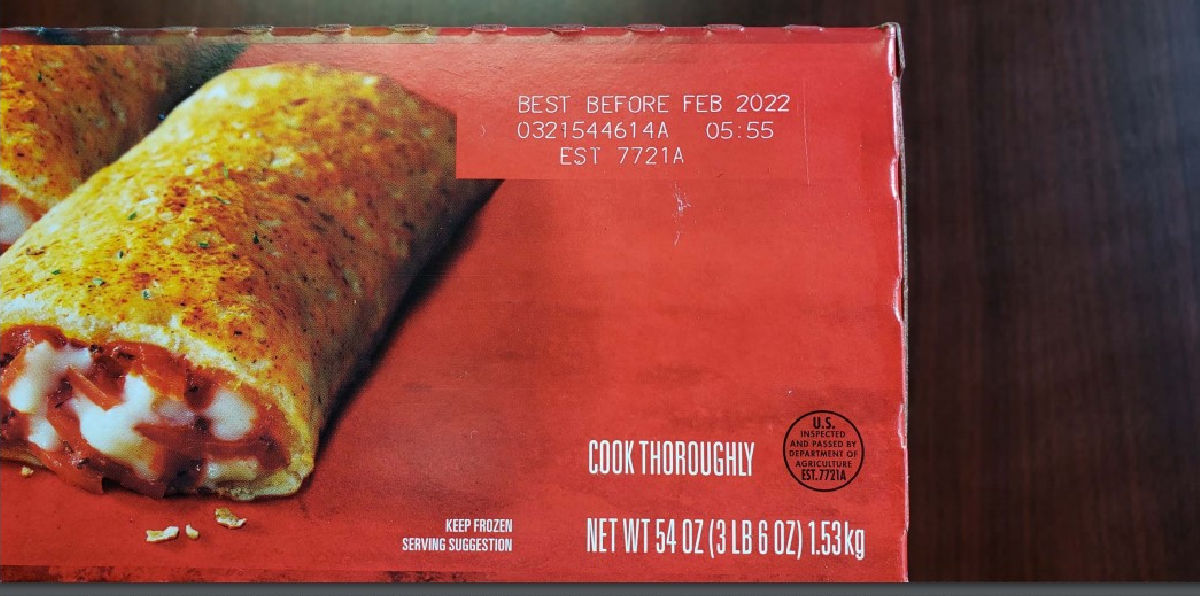 BEST BEFORE FEB 2022
0321544614A 05:55
EST 7721A
COOK THOROUGHLY
U.S.
INSPECTED
AND PASSED BY
DEPARTMENT OF
AGRICULTURE
EST. 7721A
KEEP FROZEN
SERVING SUGGESTION
NET WT 54 OZ (3 LB 6 OZ) 1.53kg